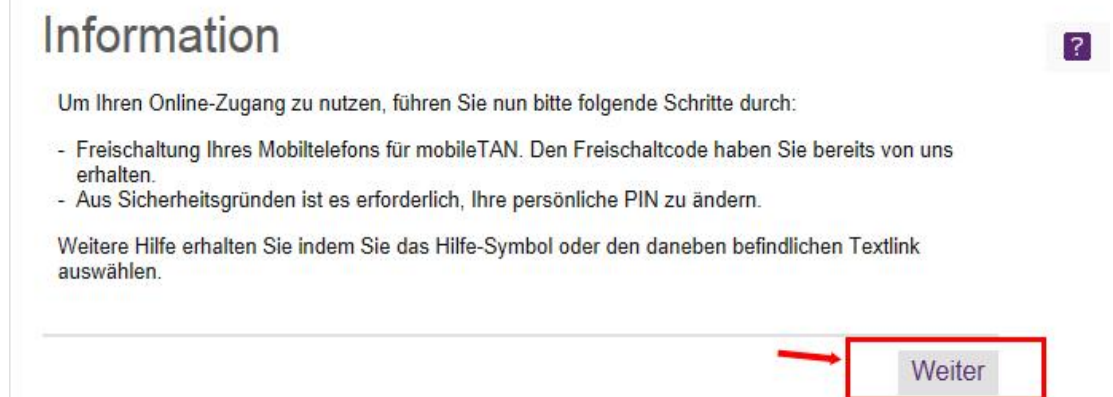 Information
?
Um Ihren Online-Zugang zu nutzen, führen Sie nun bitte folgende Schritte durch:
- Freischaltung Ihres Mobiltelefons für mobileTAN. Den Freischaltcode haben Sie bereits von uns
erhalten.
- Aus Sicherheitsgründen ist es erforderlich, Ihre persönliche PIN zu ändern.
Weitere Hilfe erhalten Sie indem Sie das Hilfe-Symbol oder den daneben befindlichen Textlink
auswählen.
Weiter